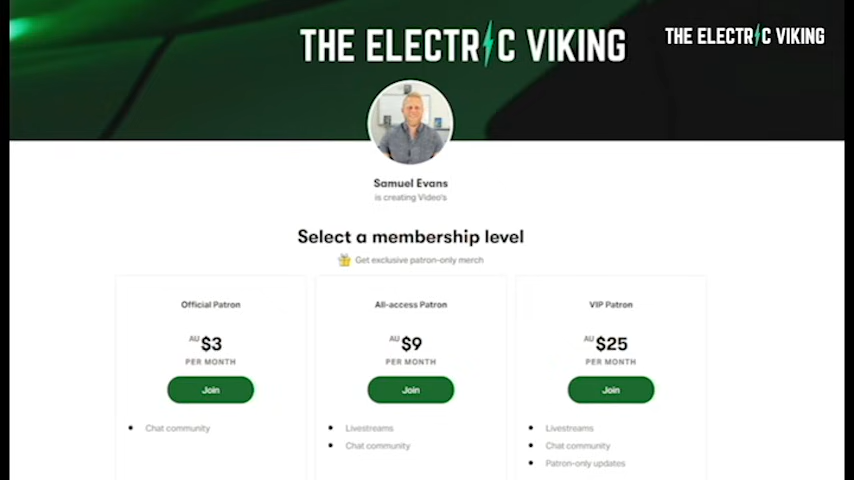 THE ELECTRIC VIKING
THE ELECTRIC VIKING
Samuel Evans
is creating Video's
Select a membership level
Get exclusive patron-only merch
Official Patron
AU $3
PER MONTH
Join
Chat community
All-access Patron
AU $9
PER MONTH
Join
Livestreams
Chat community
VIP Patron
AU $25
PER MONTH
Join
Livestreams
Chat community
Patron-only updates